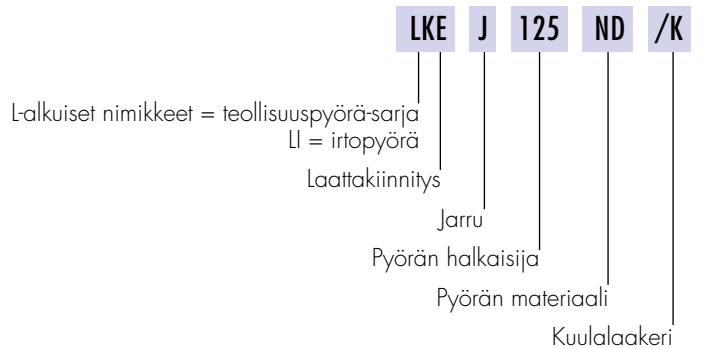 LKE J 125 ND /K
L-alkuiset nimikkeet = teollisuuspyörä-sarja
LI = irtopyörä
Laattakiinnitys
Jarru
Pyörän halkaisija
Pyörän materiaali
Kuulalaakeri